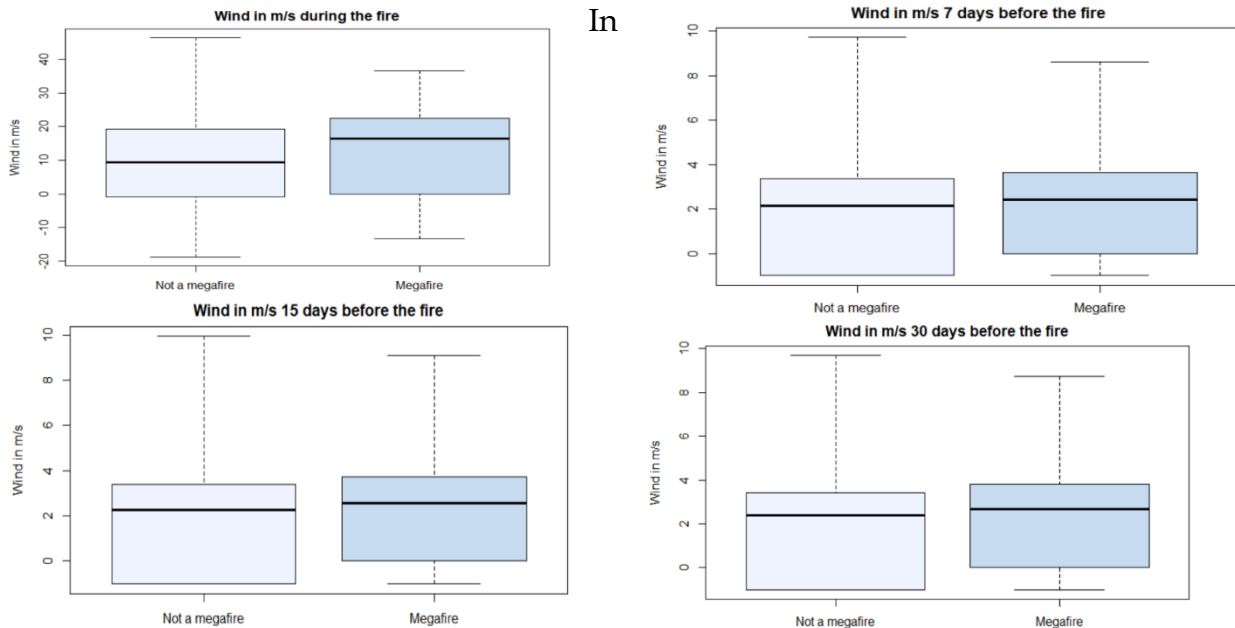 Wind in m/s during the fire
Wind in m/s
40
30
20
10
0
-10
-20
Not a megafire
Megafire
In
Wind in m/s 7 days before the fire
Wind in m/s
10
8
6
4
2
0
Not a megafire
Megafire
Wind in m/s 15 days before the fire
Wind in m/s
10
8
6
4
2
0
Not a megafire
Megafire
Wind in m/s 30 days before the fire
Wind in m/s
10
8
6
4
2
0
Not a megafire
Megafire